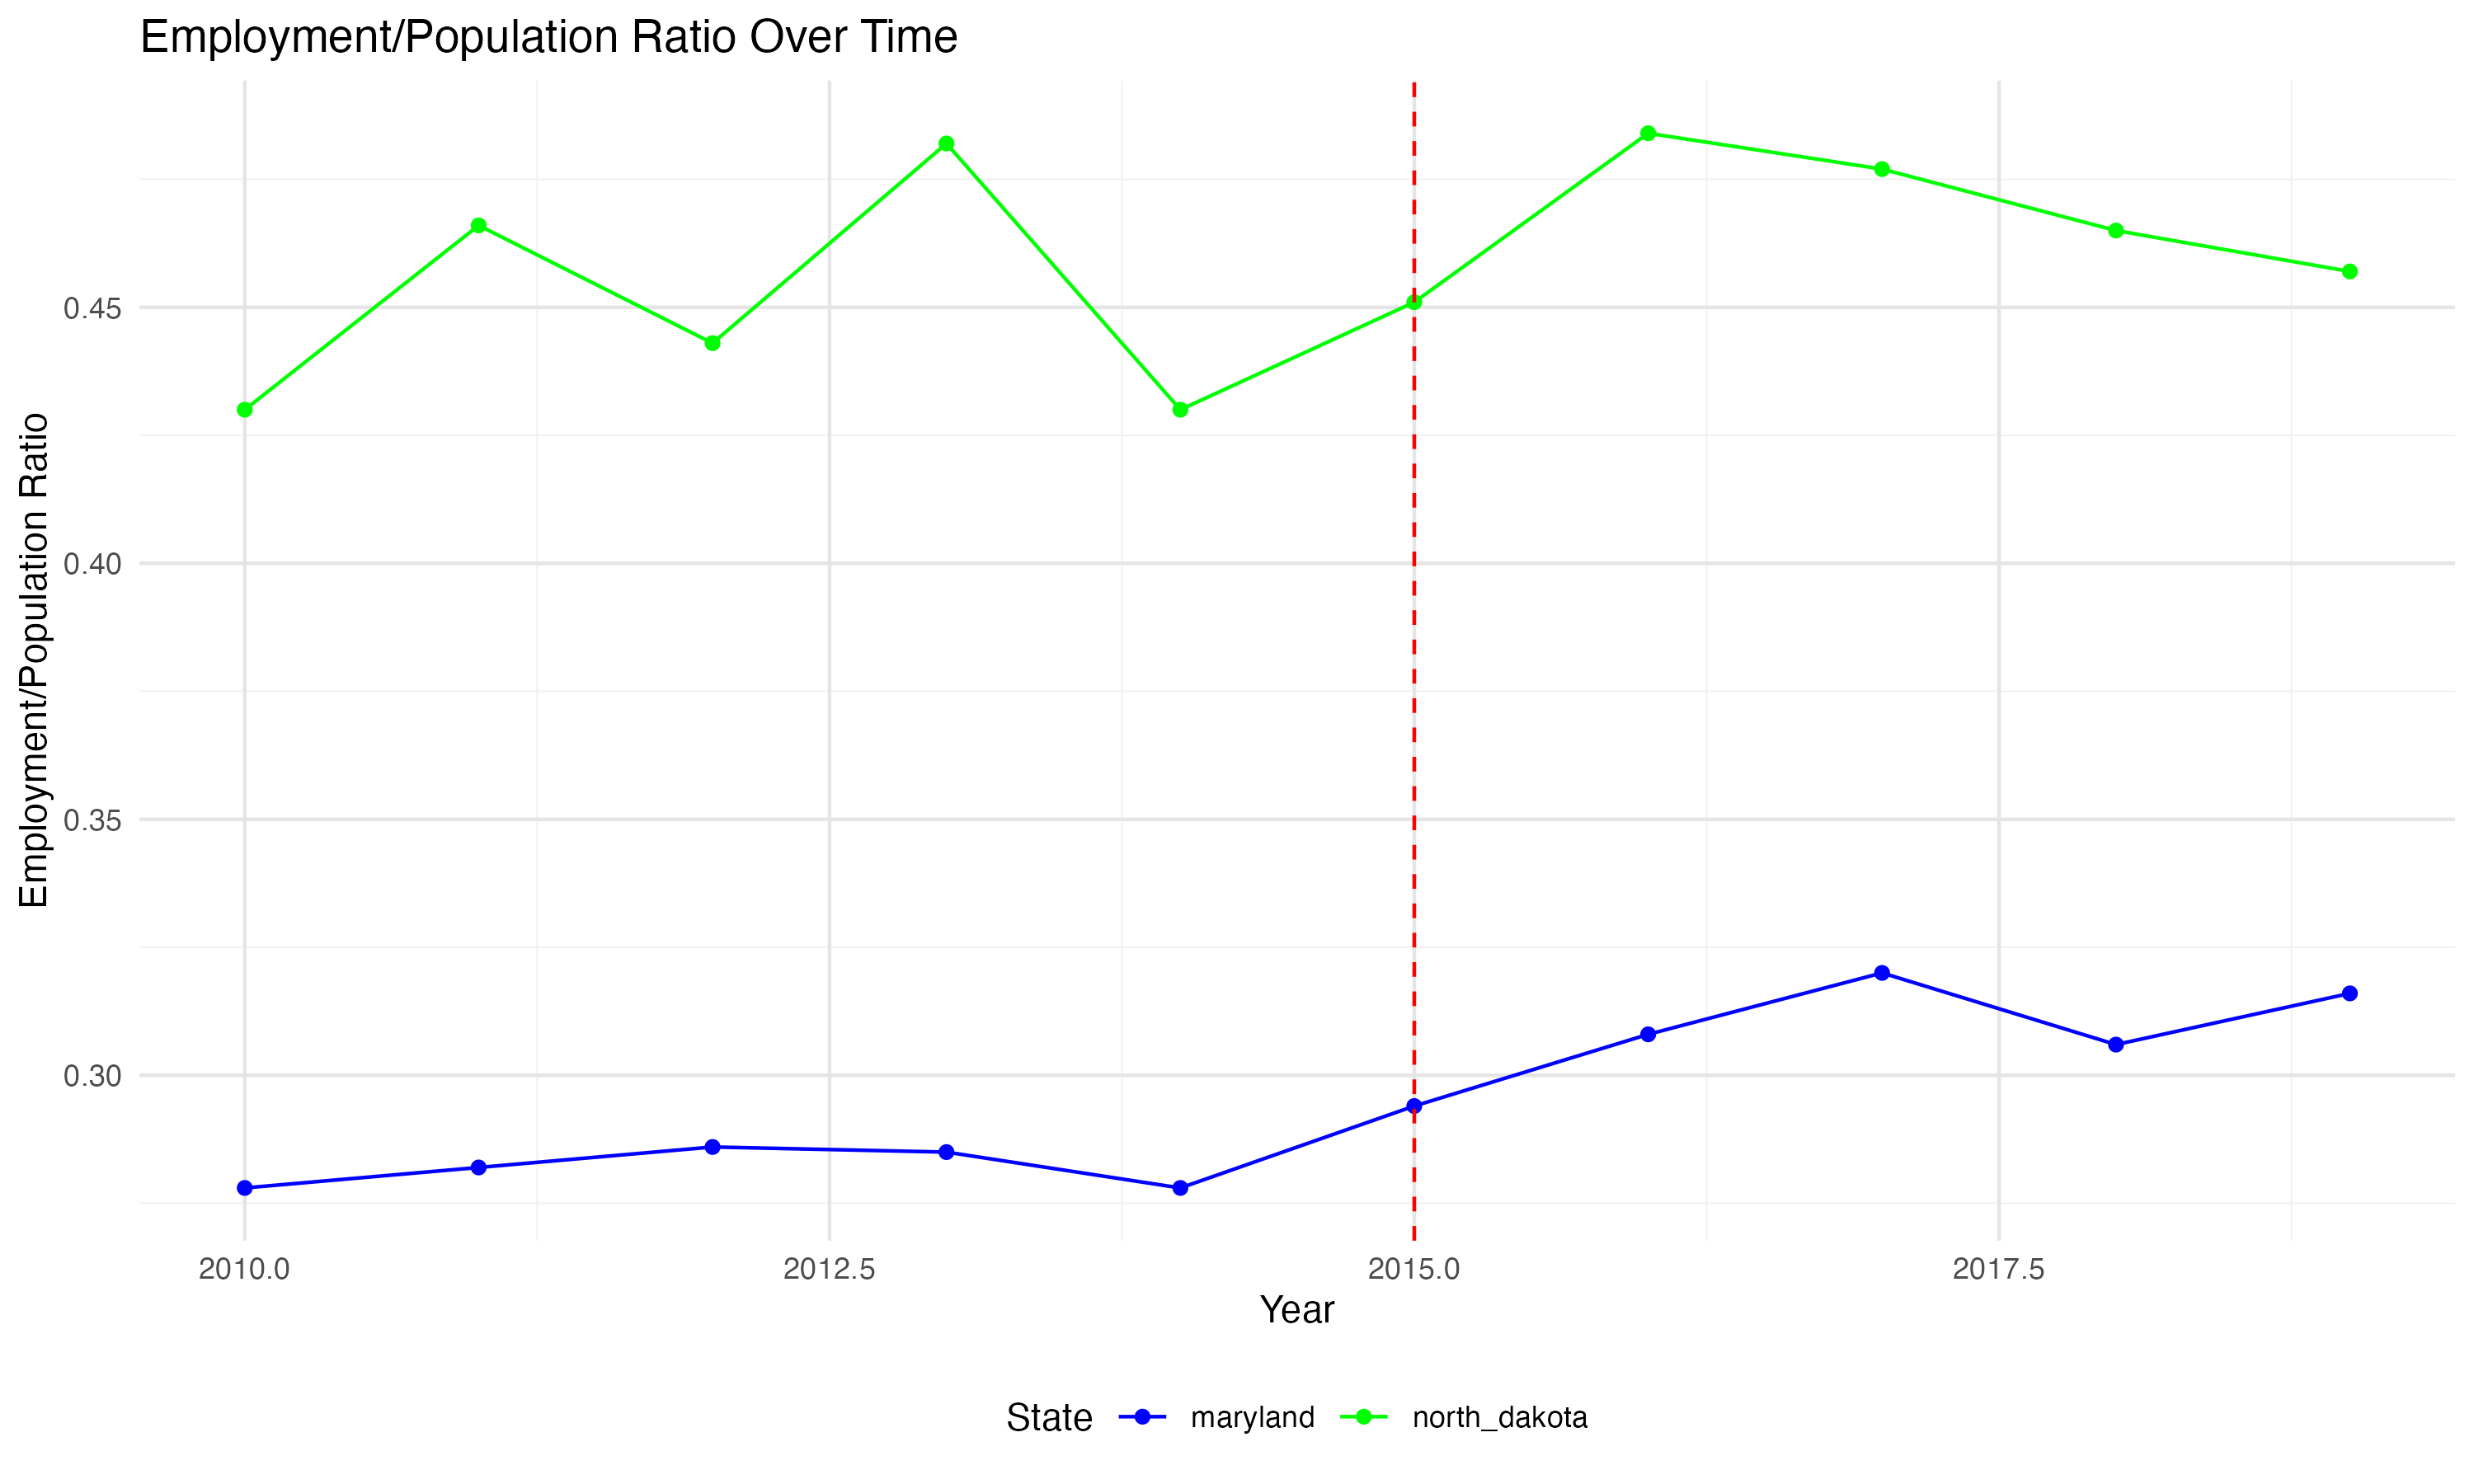 Employment/Population Ratio Over Time
Employment/Population Ratio
0.45
0.40
0.35
0.30
2010.0 2012.5 2015.0 2017.5
Year
State maryland north_dakota